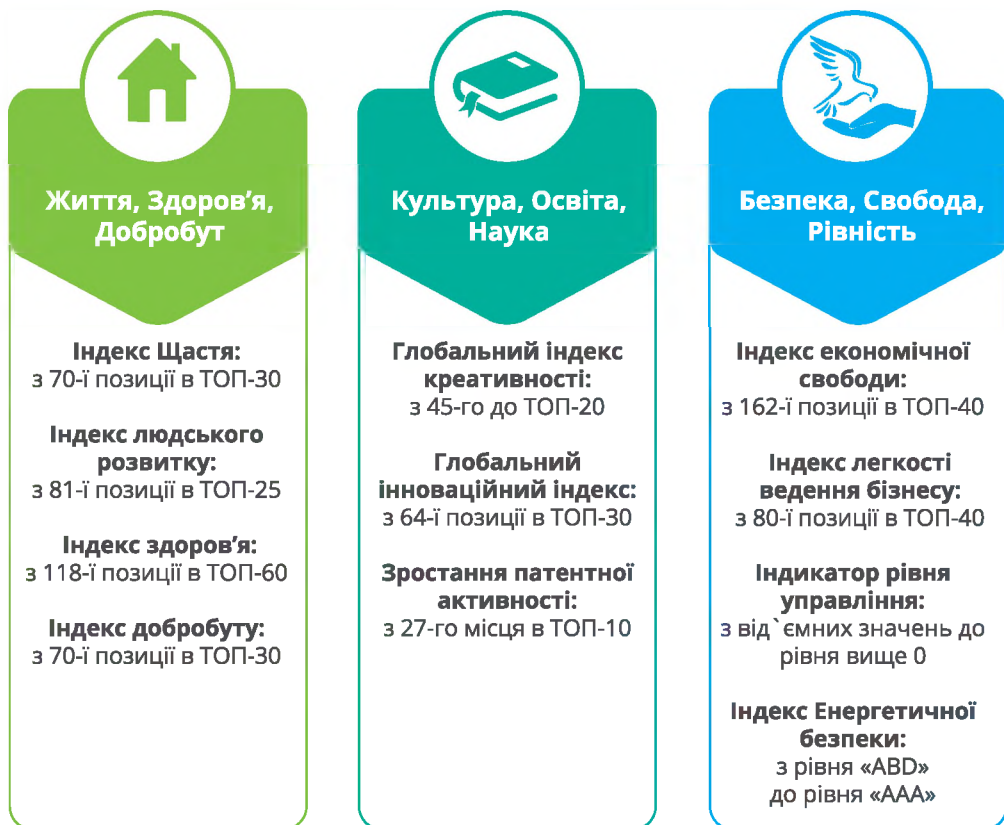 Життя, Здоров’я,
Добробут
Індекс Щастя:
з 70-ї позиції в ТОП-30
Індекс людського
розвитку:
з 81-ї позиції в ТОП-25
Індекс здоров’я:
з 118-ї позиції в ТОП-60
Індекс добробуту:
з 70-ї позиції в ТОП-30
Культура, Освіта,
Наука
Глобальний індекс
креативності:
з 45-го до ТОП-20
Глобальний
інноваційний індекс:
з 64-ї позиції в ТОП-30
Зростання патентної
активності:
з 27-го місця в ТОП-10
Безпека, Свобода,
Рівність
Індекс економічної
свободи:
з 162-ї позиції в ТОП-40
Індекс легкості
ведення бізнесу:
з 80-ї позиції в ТОП-40
Індикатор рівня
управління:
з від`ємних значень до
рівня вище 0
Індекс Енергетичної
безпеки:
з рівня «ABD»
до рівня «AAA»